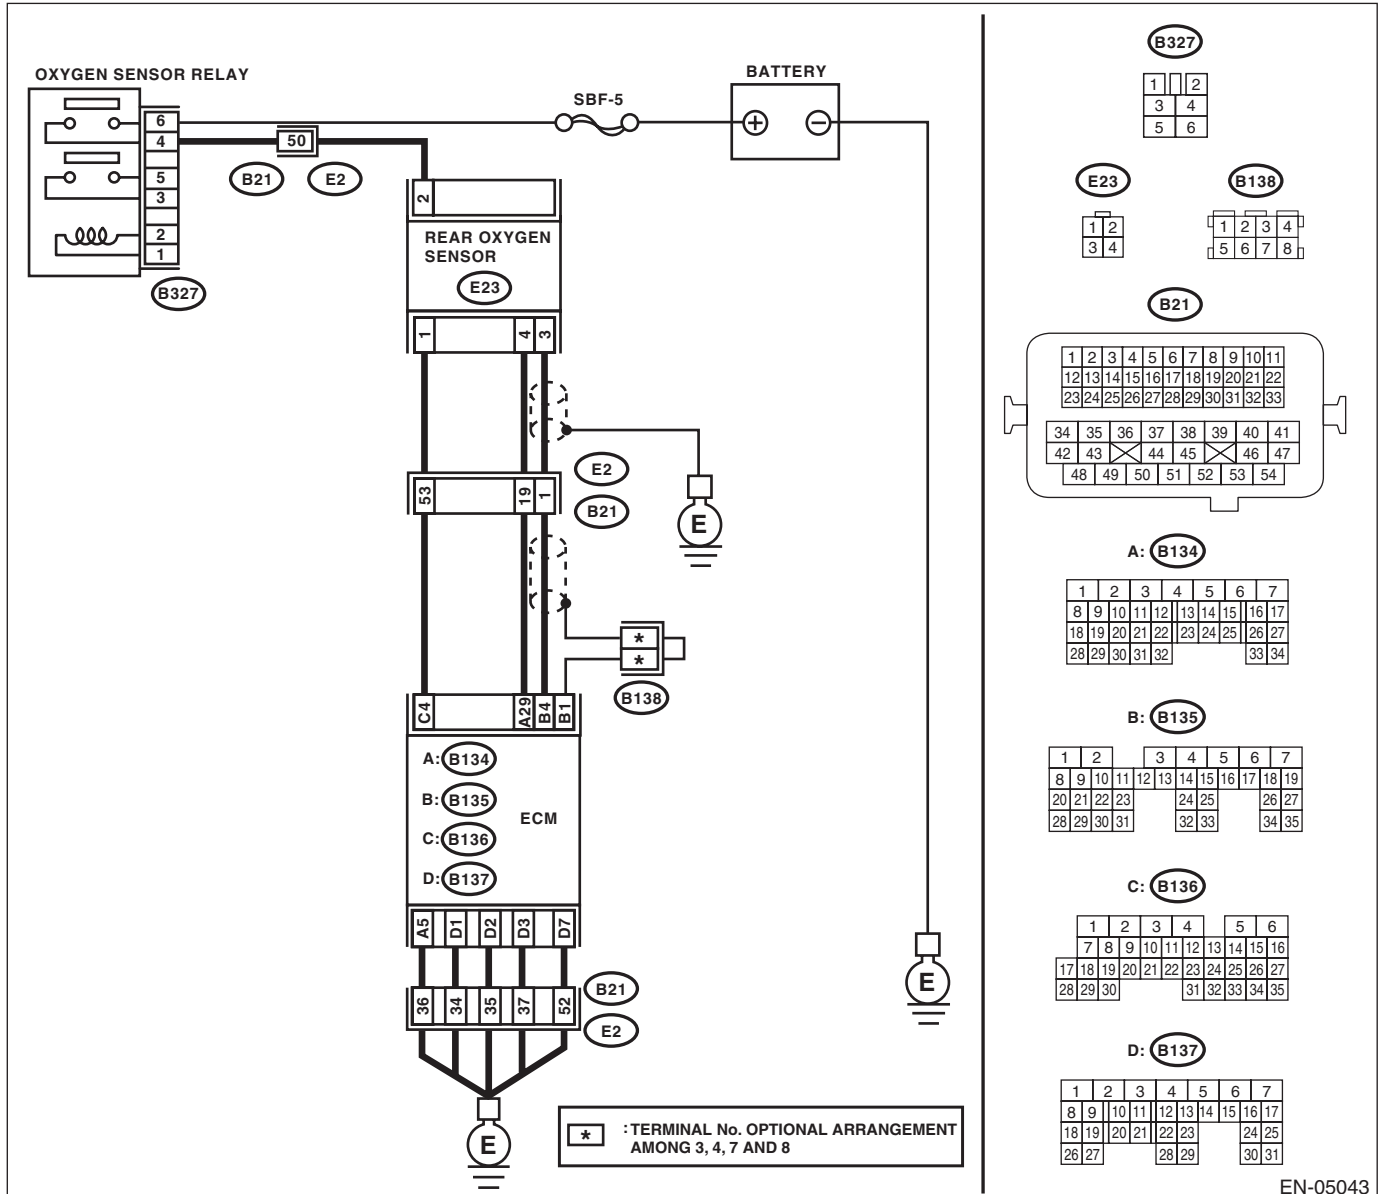 OXYGEN SENSOR RELAY
6
4
5
3
2
1
B327
50
B21
E2
SBF-5
BATTERY
+
−
2
REAR OXYGEN
SENSOR
E23
1
4
3
E2
53
19
1
B21
E
*
*
B138
C4
A29
B4
B1
A: B134
B: B135
ECM
C: B136
D: B137
A5
D1
D2
D3
D7
36
34
35
37
52
B21
E2
E
E
* : TERMINAL No. OPTIONAL ARRANGEMENT
AMONG 3, 4, 7 AND 8
B327
1 2
3 4
5 6
E23
1 2
3 4
B138
1 2 3 4
5 6 7 8
B21
1 2 3 4 5 6 7 8 9 10 11
12 13 14 15 16 17 18 19 20 21 22
23 24 25 26 27 28 29 30 31 32 33
34 35 36 37 38 39 40 41
42 43 44 45 46 47
48 49 50 51 52 53 54
A: B134
1 2 3 4 5 6 7
8 9 10 11 12 13 14 15 16 17
18 19 20 21 22 23 24 25 26 27
28 29 30 31 32 33 34
B: B135
1 2 3 4 5 6 7
8 9 10 11 12 13 14 15 16 17 18 19
20 21 22 23 24 25 26 27
28 29 30 31 32 33 34 35
C: B136
1 2 3 4 5 6
7 8 9 10 11 12 13 14 15 16
17 18 19 20 21 22 23 24 25 26 27
28 29 30 31 32 33 34 35
D: B137
1 2 3 4 5 6 7
8 9 10 11 12 13 14 15 16 17
18 19 20 21 22 23 24 25
26 27 28 29 30 31
EN-05043